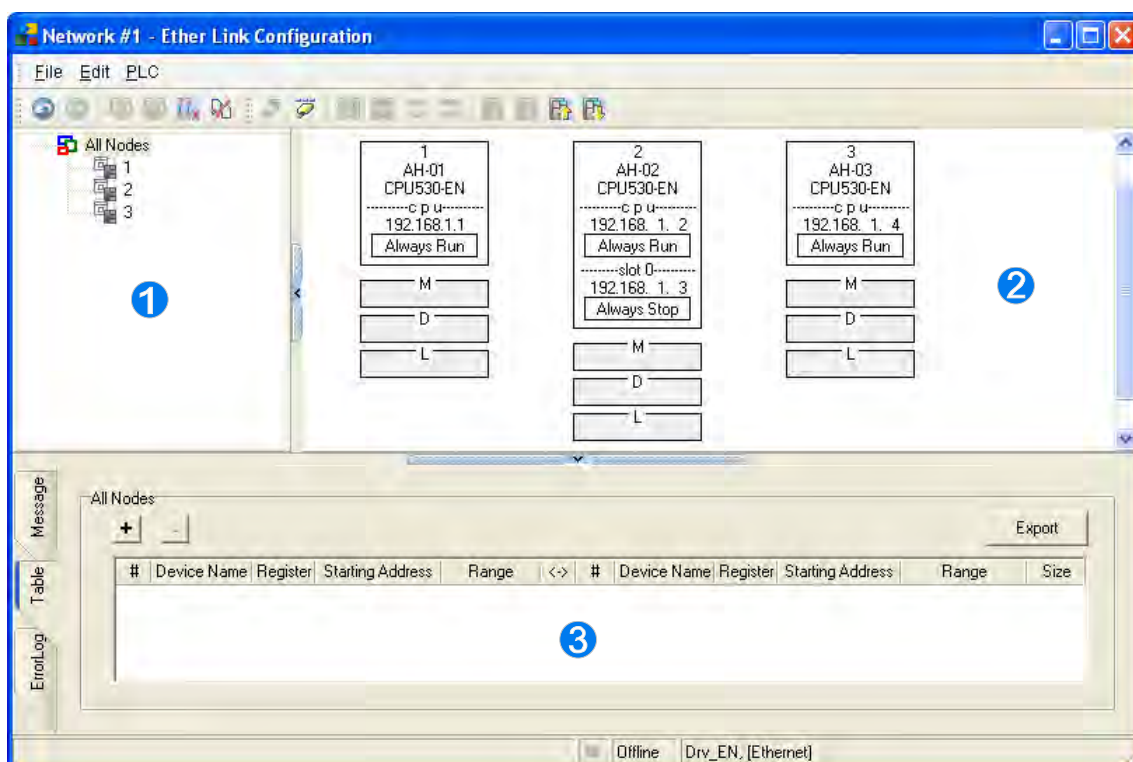 Network #1 - Ether Link Configuration
File Edit PLC
All Nodes
1
2
3
1
1
AH-01
CPU530-EN
--------c p u--------
192.168.1.1
Always Run
M
D
L
2
AH-02
CPU530-EN
--------c p u--------
192.168. 1. 2
Always Run
--------slot 0--------
192.168. 1. 3
Always Stop
M
D
L
3
AH-03
CPU530-EN
--------c p u--------
192.168. 1. 4
Always Run
M
D
L
2
Message
Table
ErrorLog
All Nodes
+ -
Export
# Device Name Register Starting Address Range <-> # Device Name Register Starting Address Range Size
3
Offline Drv_EN, [Ethernet]